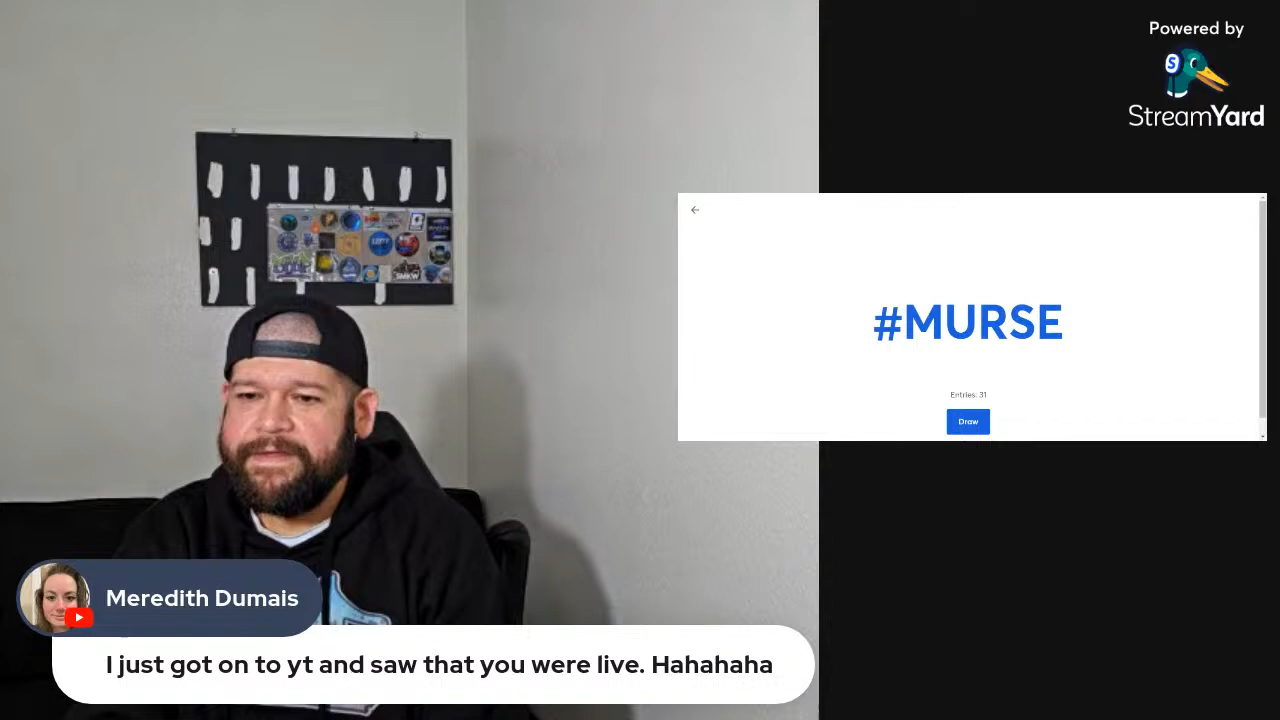 Powered by
S
StreamYard
←
#MURSE
Entries: 31
Draw
SMKW
Meredith Dumais
I just got on to yt and saw that you were live. Hahahaha